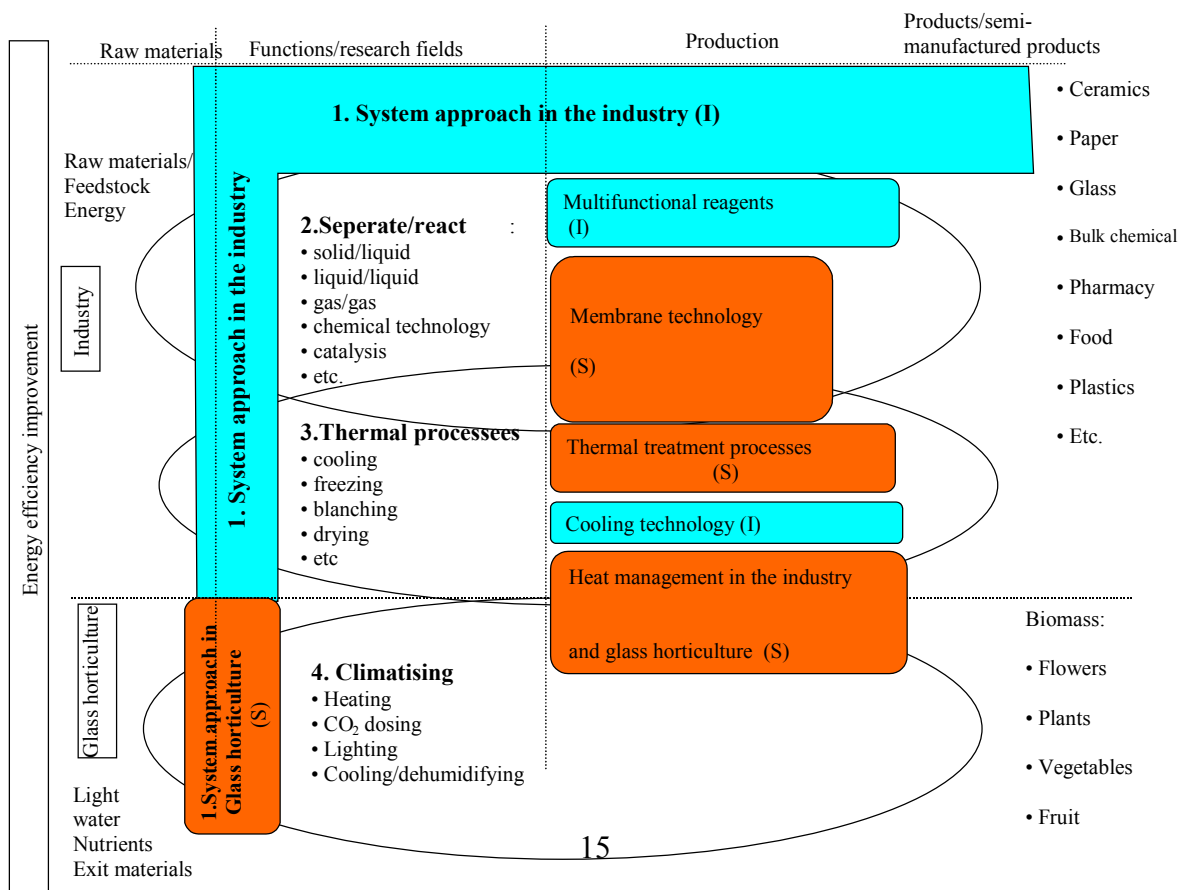 Products/semi-
manufactured products
Raw materials
Functions/research fields
Production
Energy efficiency improvement
1. System approach in the industry (I)
1. System approach in the industry
Raw materials/
Feedstock
Energy
Industry
2.Seperate/react :
• solid/liquid
• liquid/liquid
• gas/gas
• chemical technology
• catalysis
• etc.
Multifunctional reagents
(I)
Membrane technology
(S)
• Ceramics
• Paper
• Glass
• Bulk chemical
• Pharmacy
• Food
• Plastics
• Etc.
3.Thermal processees
• cooling
• freezing
• blanching
• drying
• etc
Thermal treatment processes
(S)
Cooling technology (I)
Heat management in the industry
and glass horticulture (S)
Glass horticulture
1.System approach in
Glass horticulture
(S)
4. Climatising
• Heating
• CO₂ dosing
• Lighting
• Cooling/dehumidifying
Biomass:
• Flowers
• Plants
• Vegetables
• Fruit
Light
water
Nutrients
Exit materials
15